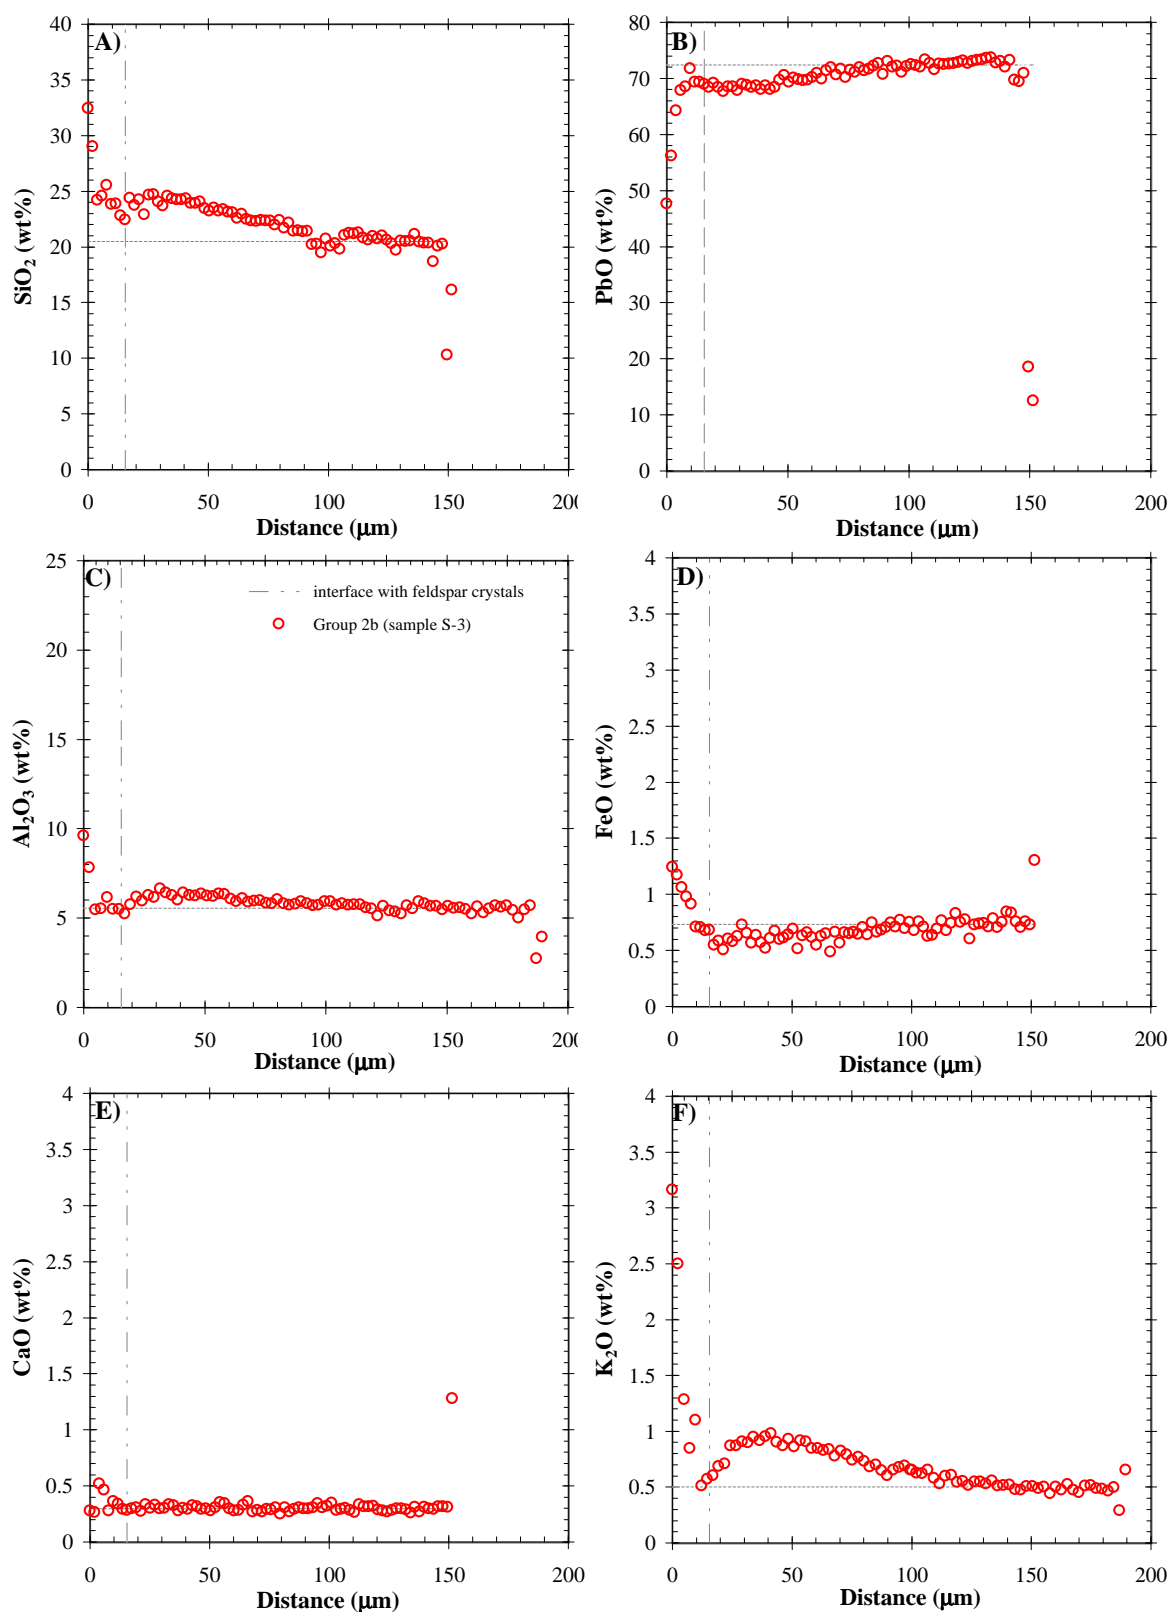 A)
40
35
30
25
20
15
10
5
0
SiO₂ (wt%)
0 50 100 150 200
Distance (μm)
B)
80
70
60
50
40
30
20
10
0
PbO (wt%)
0 50 100 150 200
Distance (μm)
C)
25
20
15
10
5
0
Al₂O₃ (wt%)
interface with feldspar crystals
Group 2b (sample S-3)
0 50 100 150 200
Distance (μm)
D)
4
3.5
3
2.5
2
1.5
1
0.5
0
FeO (wt%)
0 50 100 150 200
Distance (μm)
E)
4
3.5
3
2.5
2
1.5
1
0.5
0
CaO (wt%)
0 50 100 150 200
Distance (μm)
F)
4
3.5
3
2.5
2
1.5
1
0.5
0
K₂O (wt%)
0 50 100 150 200
Distance (μm)